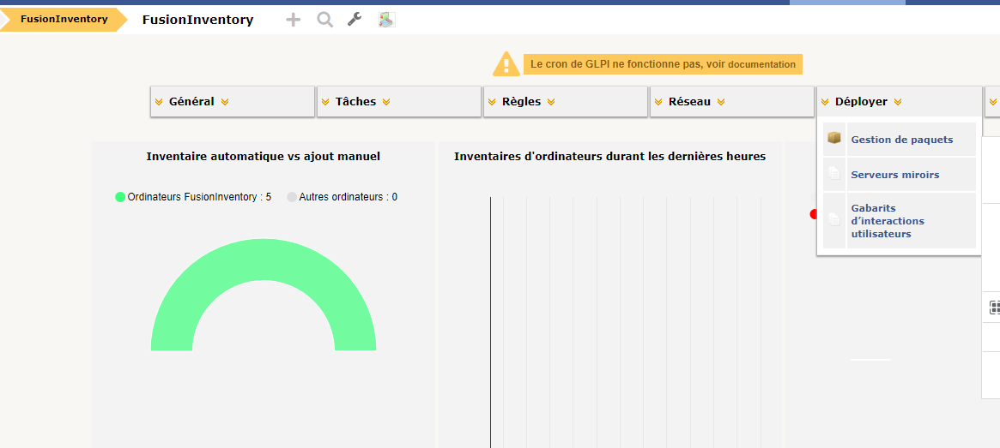 FusionInventory
FusionInventory
Le cron de GLPI ne fonctionne pas, voir documentation
Général
Tâches
Règles
Réseau
Déployer
Gestion de paquets
Serveurs miroirs
Gabarits
d’interactions
utilisateurs
Inventaire automatique vs ajout manuel
Ordinateurs FusionInventory : 5
Autres ordinateurs : 0
Inventaires d'ordinateurs durant les dernières heures